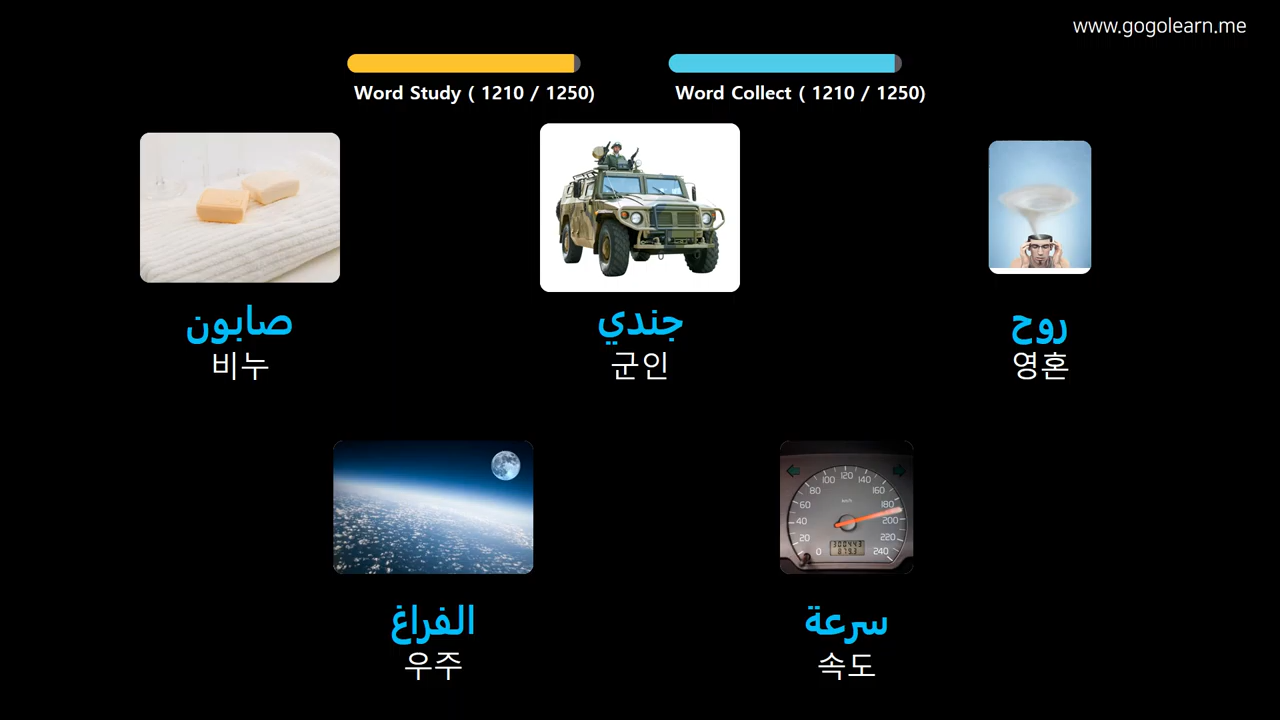 www.gogolearn.me
Word Study ( 1210 / 1250)
Word Collect ( 1210 / 1250)
صابون
비누
جندي
군인
روح
영혼
الفراغ
우주
سرعة
속도